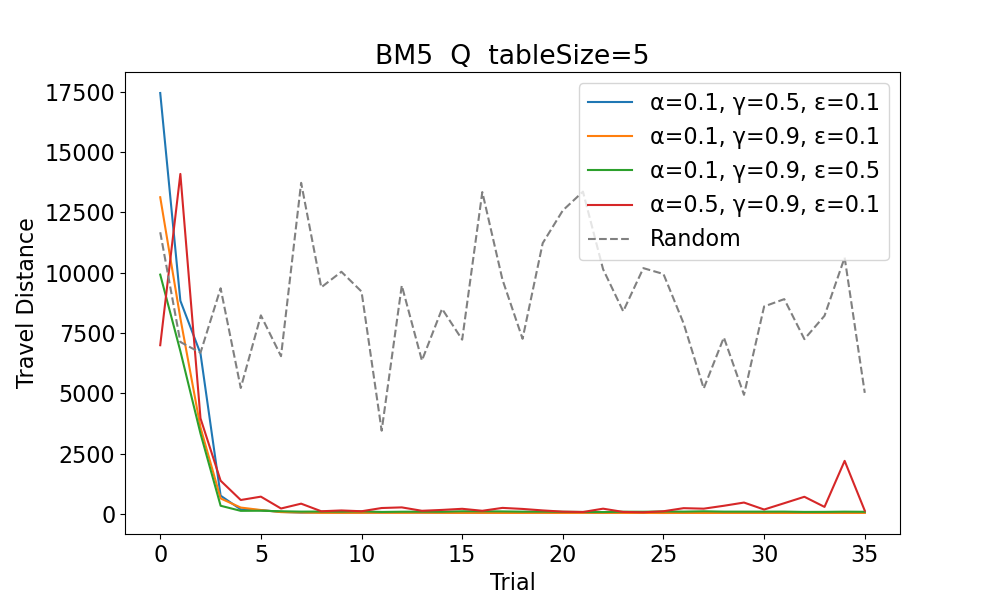 BM5  Q  tableSize=5
17500
15000
12500
10000
7500
5000
2500
0
Travel Distance
α=0.1, γ=0.5, ε=0.1
α=0.1, γ=0.9, ε=0.1
α=0.1, γ=0.9, ε=0.5
α=0.5, γ=0.9, ε=0.1
Random
0 5 10 15 20 25 30 35
Trial